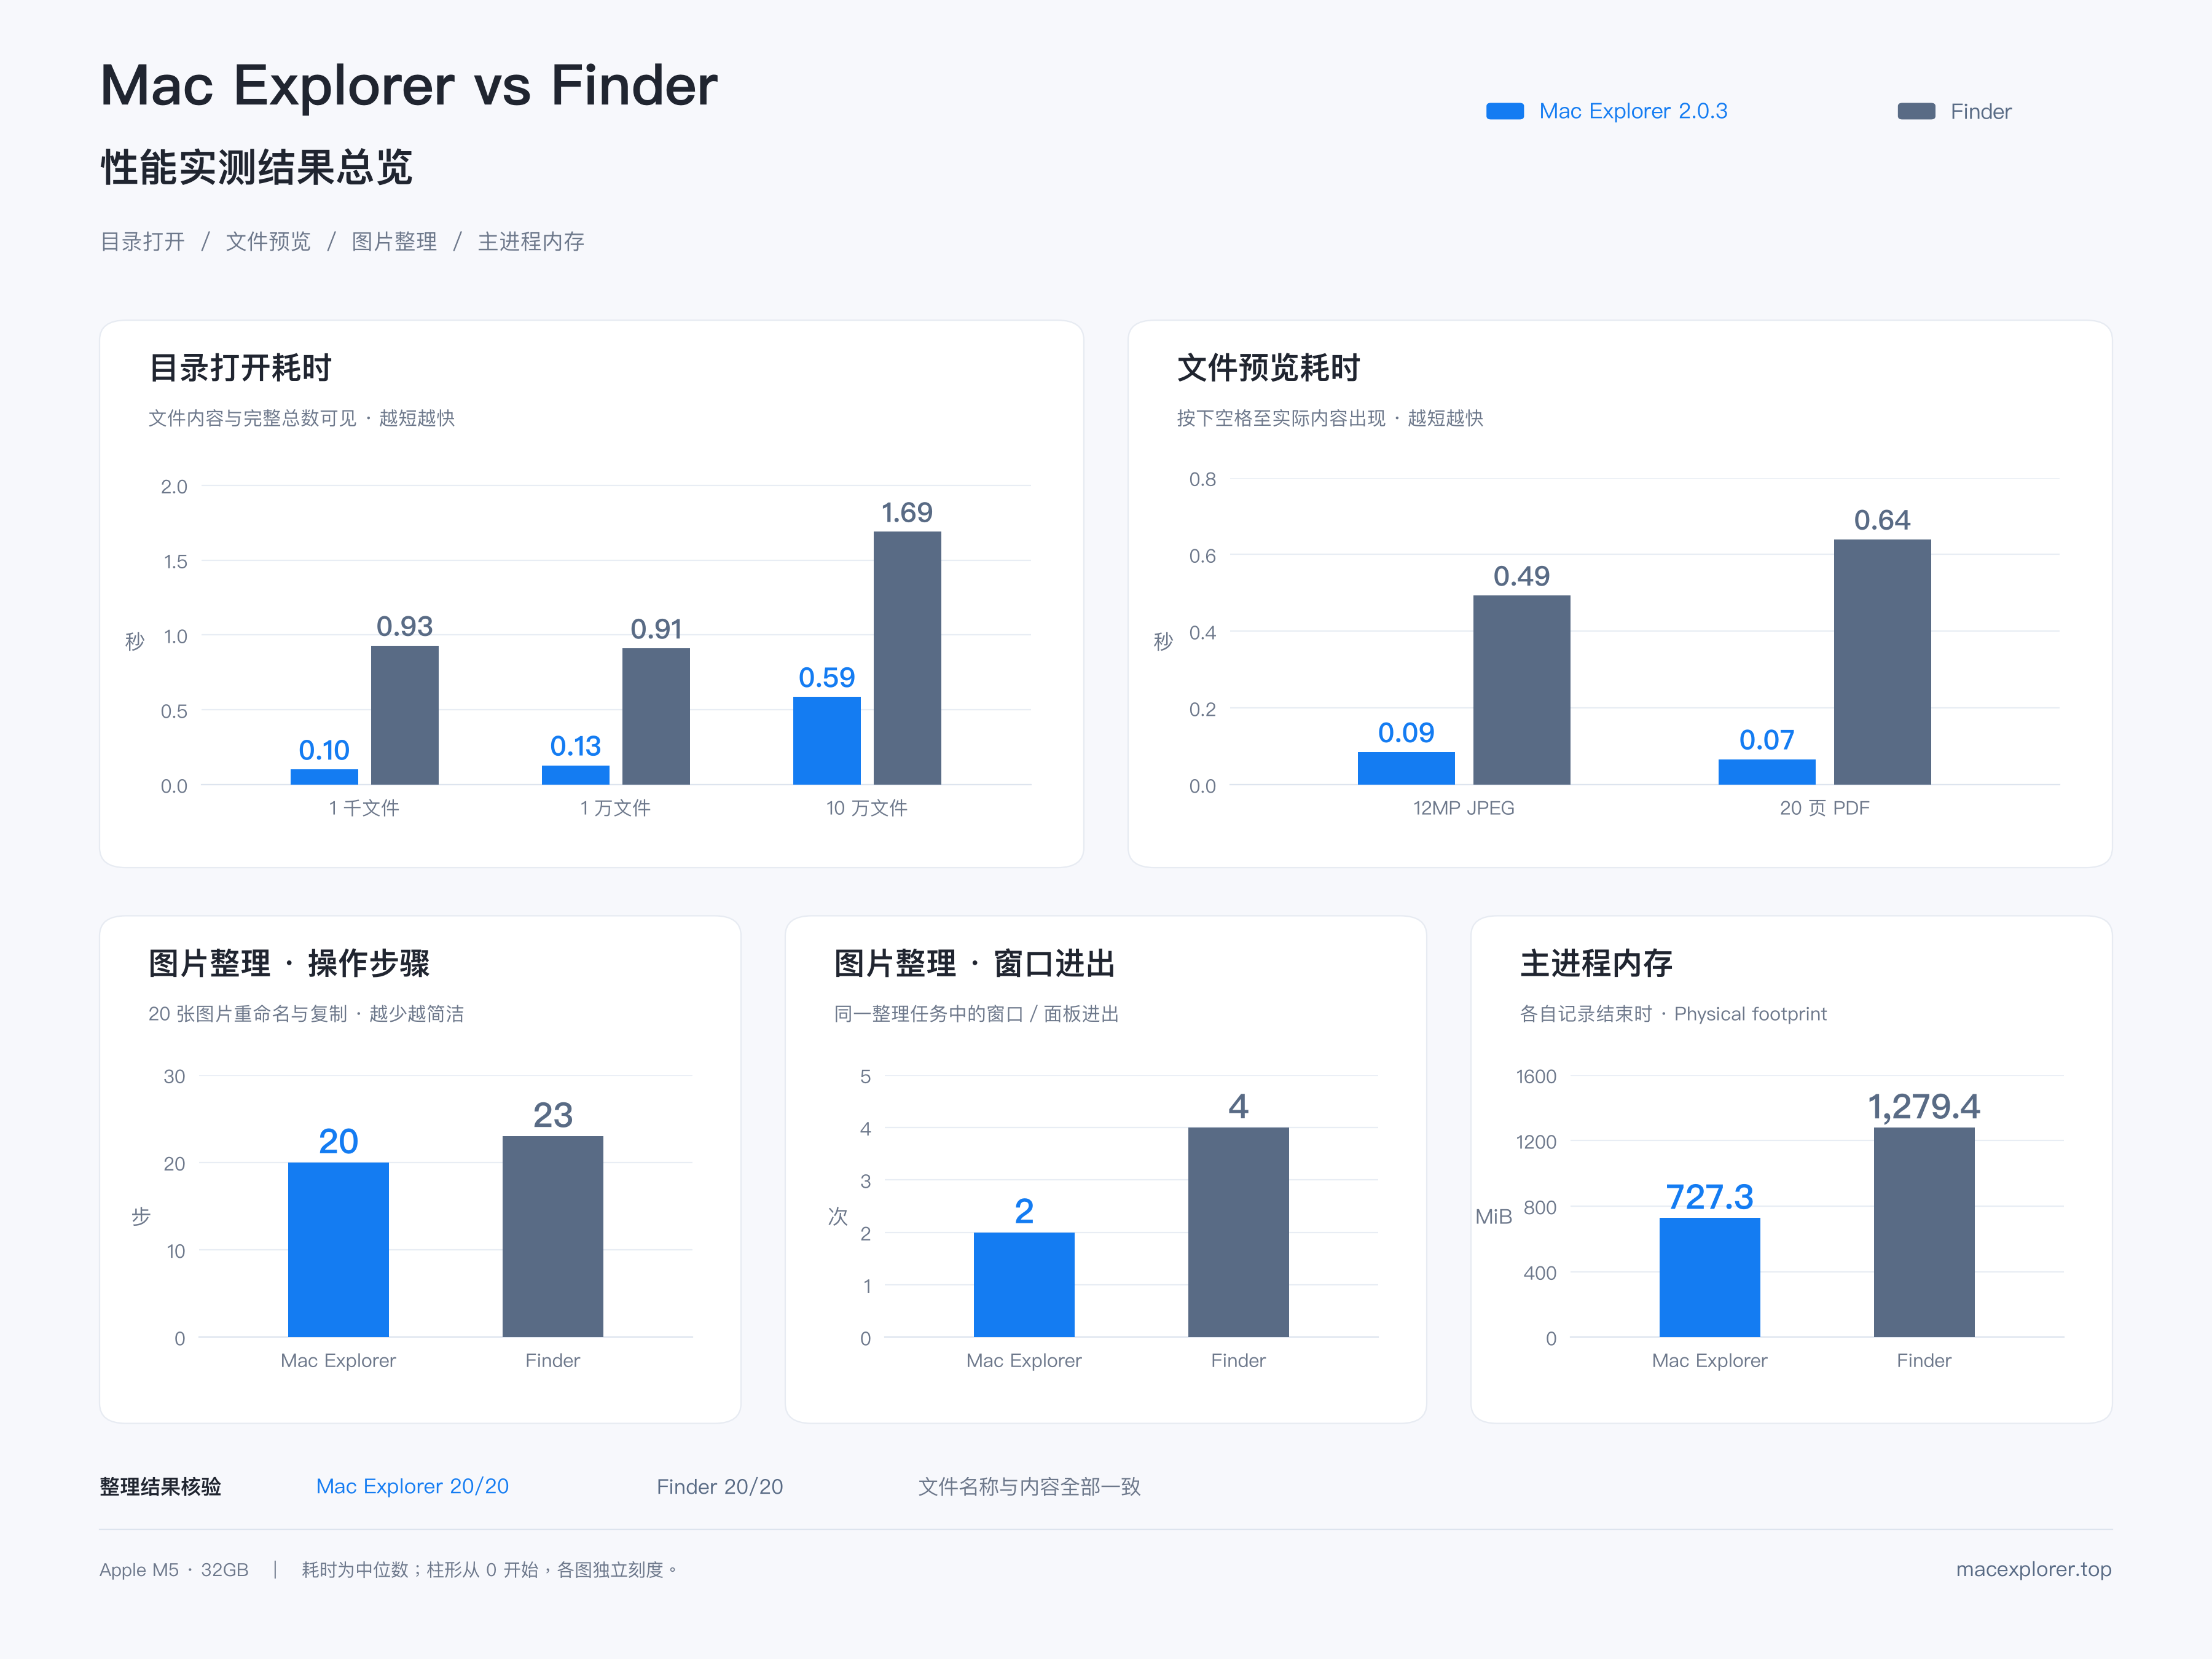 Mac Explorer vs Finder
Mac Explorer 2.0.3
Finder
性能实测结果总览
目录打开 / 文件预览 / 图片整理 / 主进程内存
目录打开耗时
文件内容与完整总数可见 · 越短越快
2.0
1.5
秒
1.0
0.5
0.0
0.10
0.93
0.13
0.91
0.59
1.69
1 千文件
1 万文件
10 万文件
文件预览耗时
按下空格至实际内容出现 · 越短越快
0.8
0.6
秒
0.4
0.2
0.0
0.09
0.49
0.07
0.64
12MP JPEG
20 页 PDF
图片整理 · 操作步骤
20 张图片重命名与复制 · 越少越简洁
30
20
步
10
0
20
23
Mac Explorer
Finder
图片整理 · 窗口进出
同一整理任务中的窗口 / 面板进出
5
4
3
次
2
1
0
2
4
Mac Explorer
Finder
主进程内存
各自记录结束时 · Physical footprint
1600
1200
MiB
800
400
0
727.3
1,279.4
Mac Explorer
Finder
整理结果核验
Mac Explorer 20/20
Finder 20/20
文件名称与内容全部一致
Apple M5 · 32GB | 耗时为中位数；柱形从 0 开始，各图独立刻度。
macexplorer.top